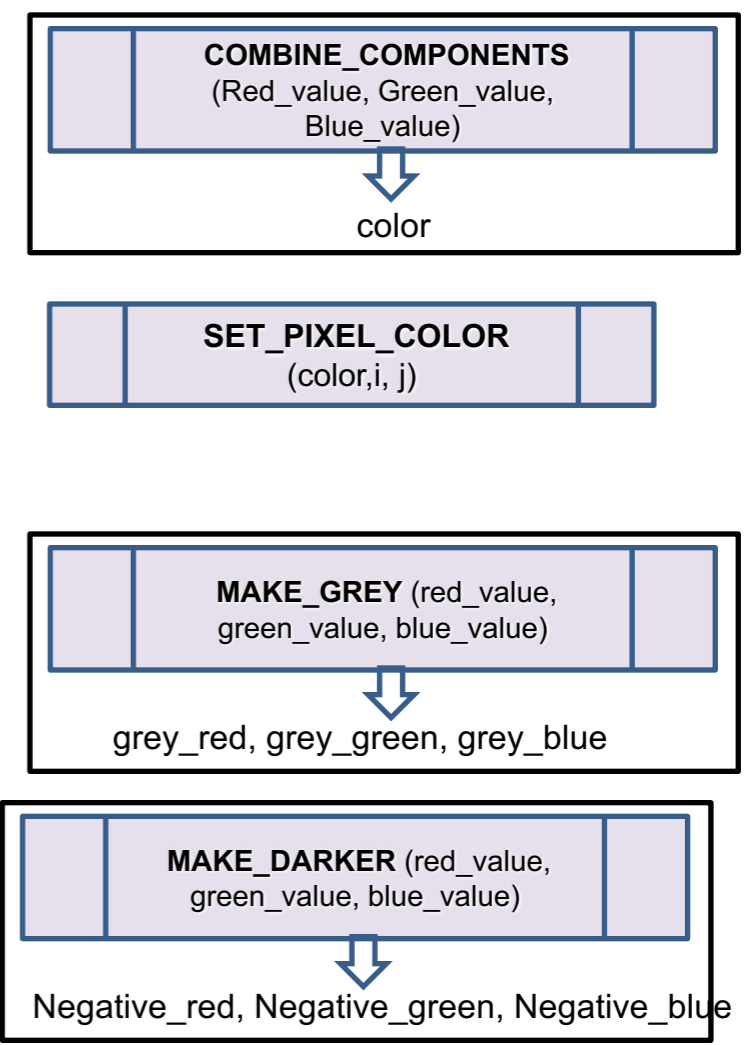 COMBINE_COMPONENTS
(Red_value, Green_value,
Blue_value)
color
SET_PIXEL_COLOR
(color,i, j)
MAKE_GREY (red_value,
green_value, blue_value)
grey_red, grey_green, grey_blue
MAKE_DARKER (red_value,
green_value, blue_value)
Negative_red, Negative_green, Negative_blue